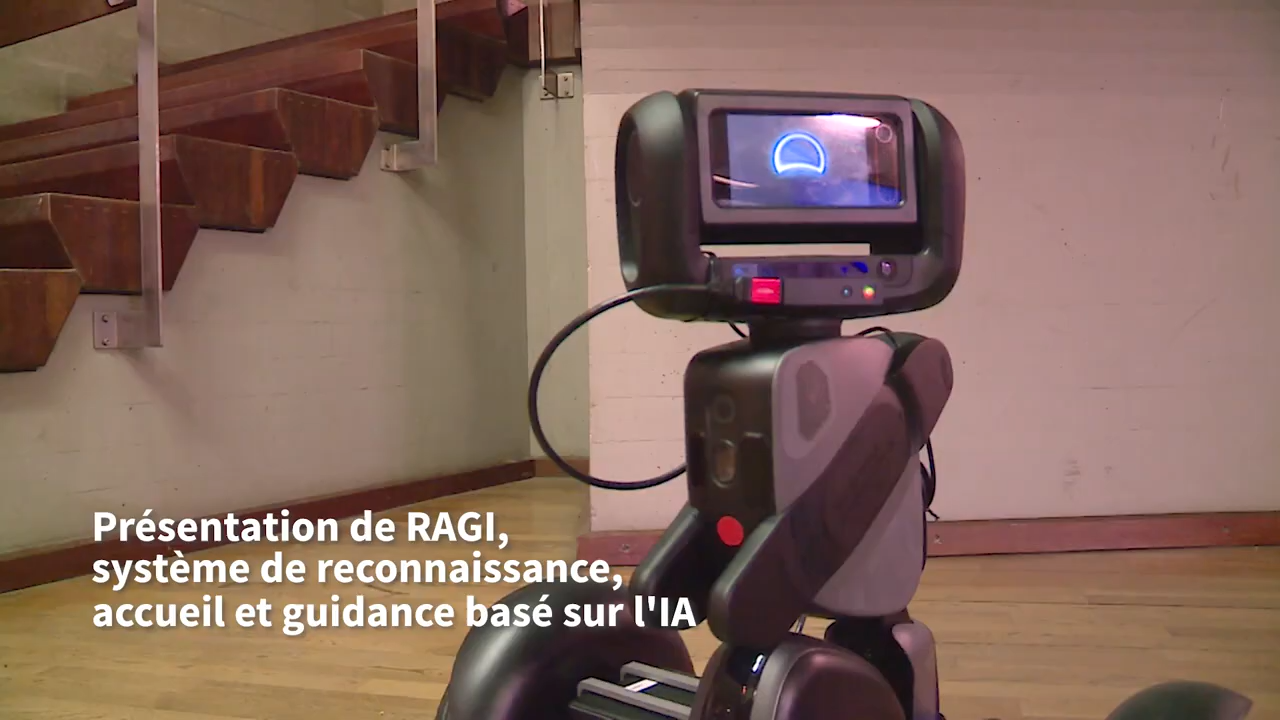 Présentation de RAGI,
système de reconnaissance,
accueil et guidance basé sur l'IA